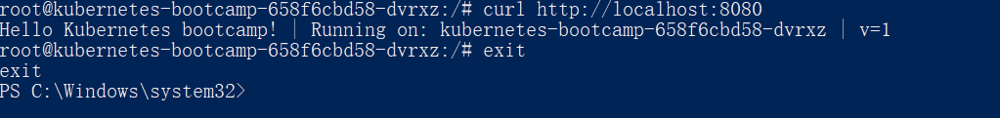 root@kubernetes-bootcamp-658f6cbd58-dvrxz:/# curl http://localhost:8080
Hello Kubernetes bootcamp! | Running on: kubernetes-bootcamp-658f6cbd58-dvrxz | v=1
root@kubernetes-bootcamp-658f6cbd58-dvrxz:/# exit
exit
PS C:\Windows\system32>